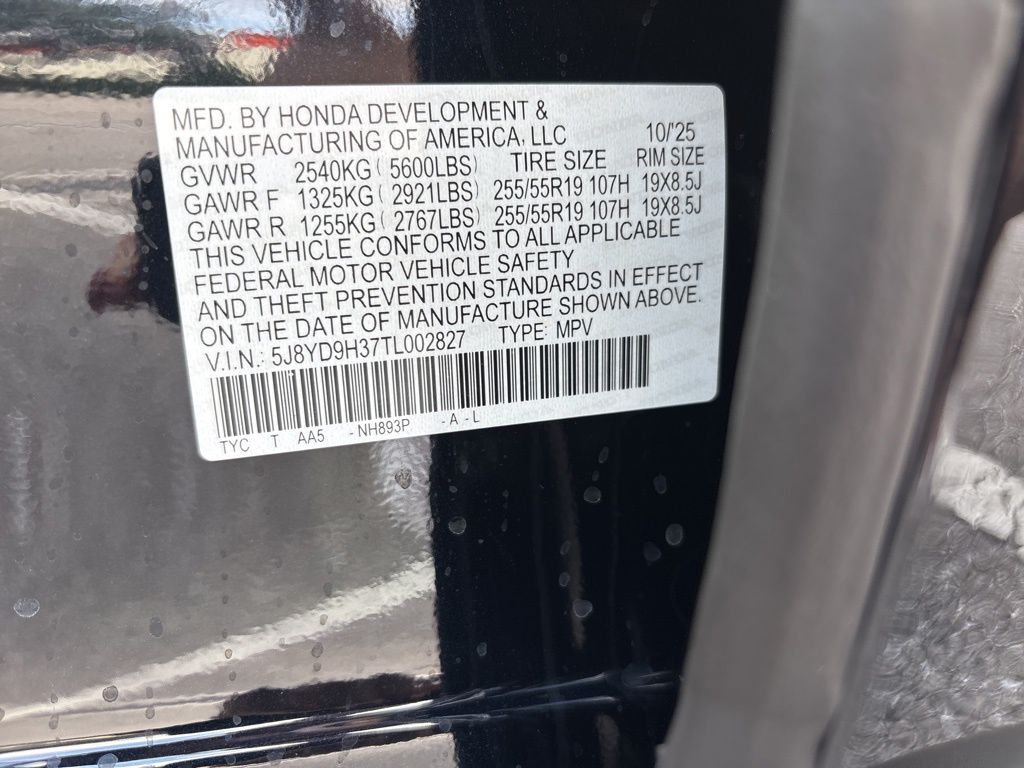 MFD. BY HONDA DEVELOPMENT &
MANUFACTURING OF AMERICA, LLC 10/'25
GVWR 2540KG ( 5600LBS) TIRE SIZE RIM SIZE
GAWR F 1325KG ( 2921LBS) 255/55R19 107H 19X8.5J
GAWR R 1255KG ( 2767LBS) 255/55R19 107H 19X8.5J
THIS VEHICLE CONFORMS TO ALL APPLICABLE
FEDERAL MOTOR VEHICLE SAFETY
AND THEFT PREVENTION STANDARDS IN EFFECT
ON THE DATE OF MANUFACTURE SHOWN ABOVE.
V.I.N.: 5J8YD9H37TL002827 TYPE: MPV
TYC T AA5 -NH893P -A -L